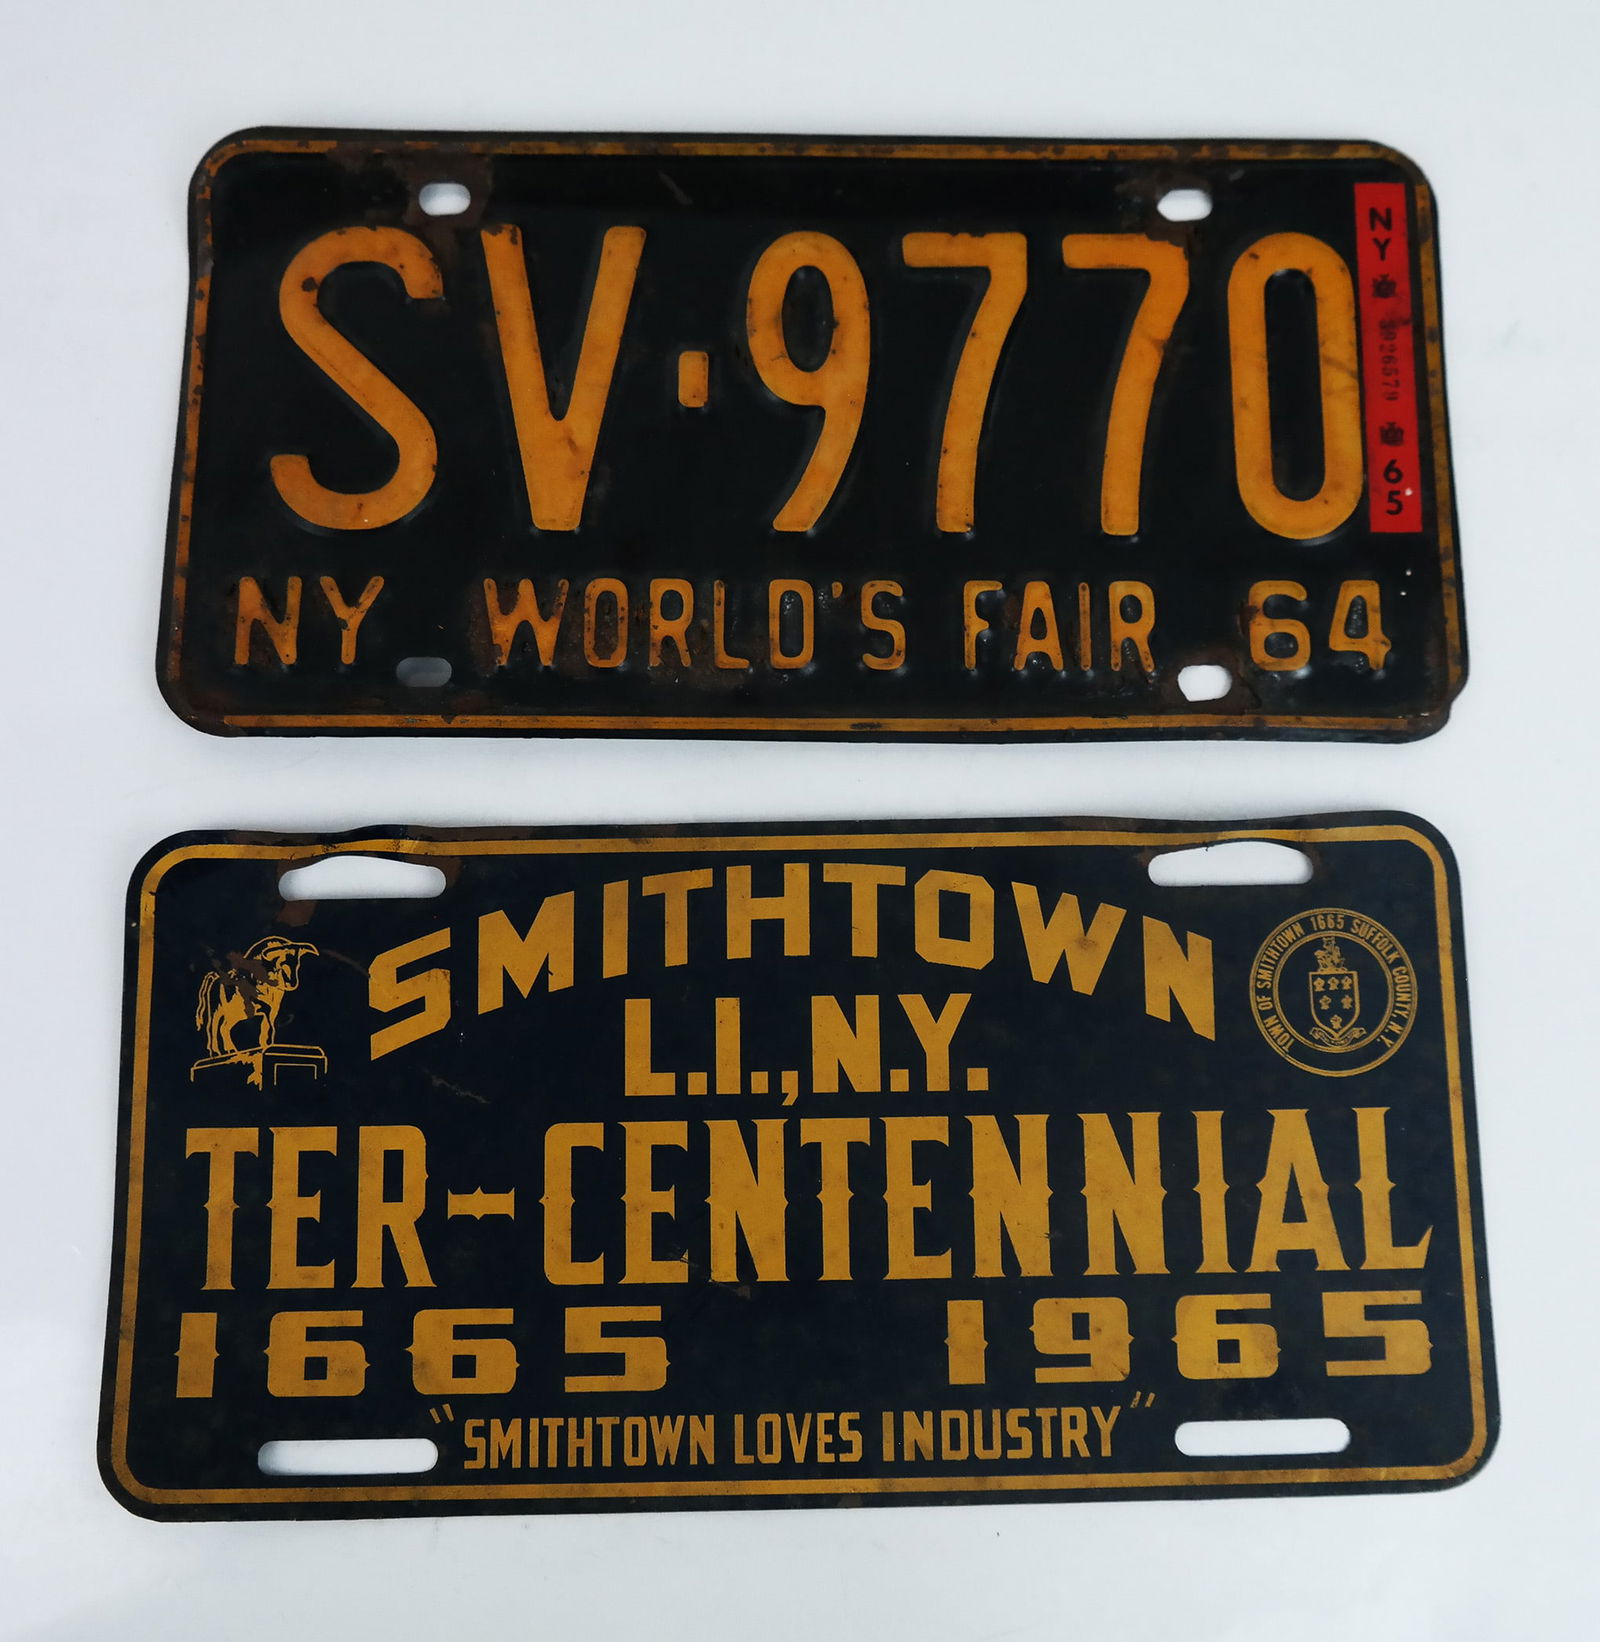 SV·9770
NY WORLD'S FAIR 64
NY 65
SMITHTOWN
L.I.,N.Y.
TOWN OF SMITHTOWN 1665 SUFFOLK COUNTY, N.Y.
TER-CENTENNIAL
1665 1965
"SMITHTOWN LOVES INDUSTRY"